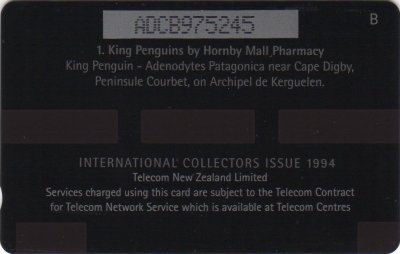 ADCB975245
B
1. King Penguins by Hornby Mall Pharmacy
King Penguin - Adenodytes Patagonica near Cape Digby,
Peninsule Courbet, on Archipel de Kerguelen.
INTERNATIONAL COLLECTORS ISSUE 1994
Telecom New Zealand Limited
Services charged using this card are subject to the Telecom Contract
for Telecom Network Service which is available at Telecom Centres